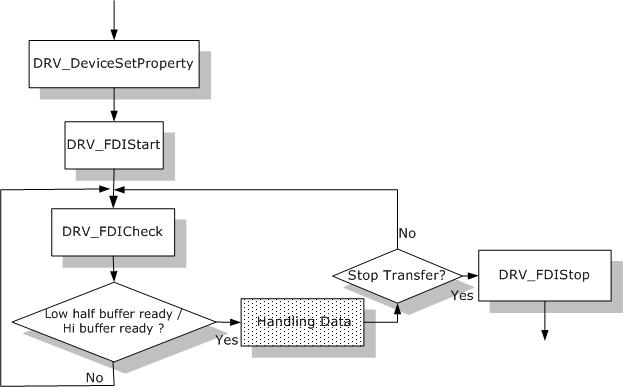 DRV_DeviceSetProperty
DRV_FDIStart
DRV_FDICheck
No
Stop Transfer?
DRV_FDIStop
Yes
Low half buffer ready /
Hi buffer ready ?
Handling Data
Yes
No